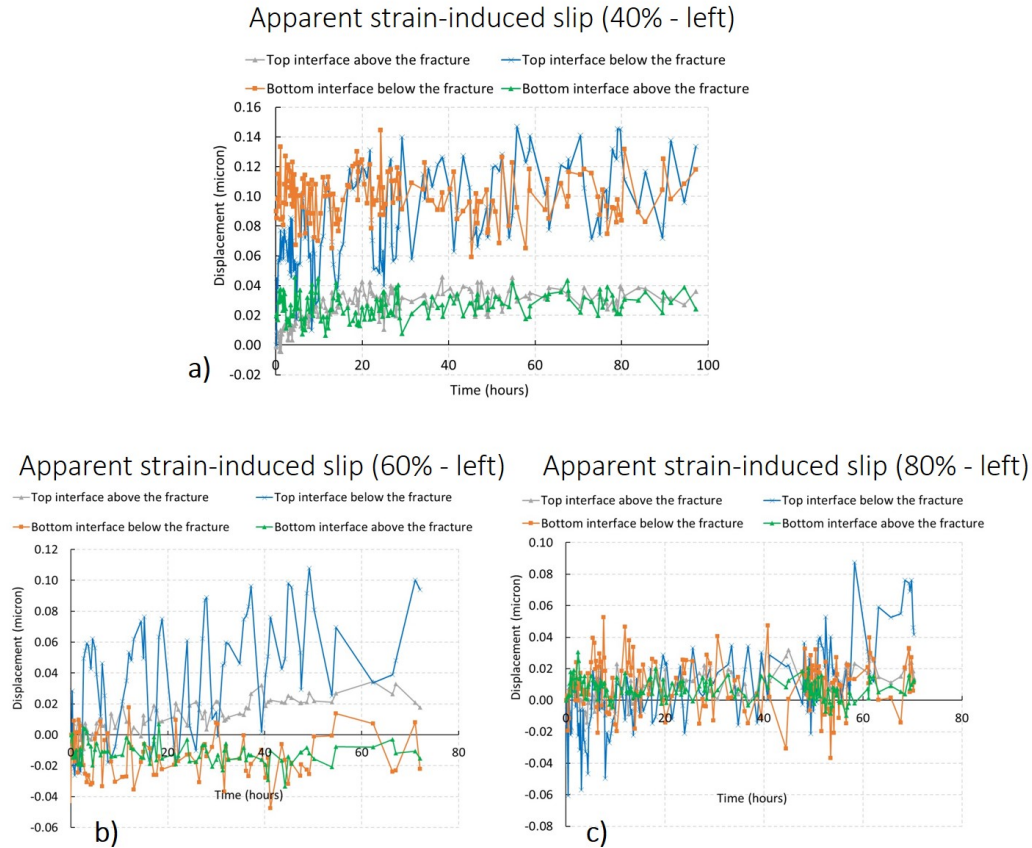 Apparent strain-induced slip (40% - left)
Top interface above the fracture
Top interface below the fracture
Bottom interface below the fracture
Bottom interface above the fracture
0.16
0.14
0.12
0.10
0.08
0.06
0.04
0.02
0.00
-0.02
Displacement (micron)
0 20 40 60 80 100
Time (hours)
a)
Apparent strain-induced slip (60% - left)
Top interface above the fracture
Top interface below the fracture
Bottom interface below the fracture
Bottom interface above the fracture
0.12
0.10
0.08
0.06
0.04
0.02
0.00
-0.02
-0.04
-0.06
Displacement (micron)
0 20 40 60 80
Time (hours)
b)
Apparent strain-induced slip (80% - left)
Top interface above the fracture
Top interface below the fracture
Bottom interface below the fracture
Bottom interface above the fracture
0.10
0.08
0.06
0.04
0.02
0.00
-0.02
-0.04
-0.06
-0.08
Displacement (micron)
0 20 40 60 80
Time (hours)
c)